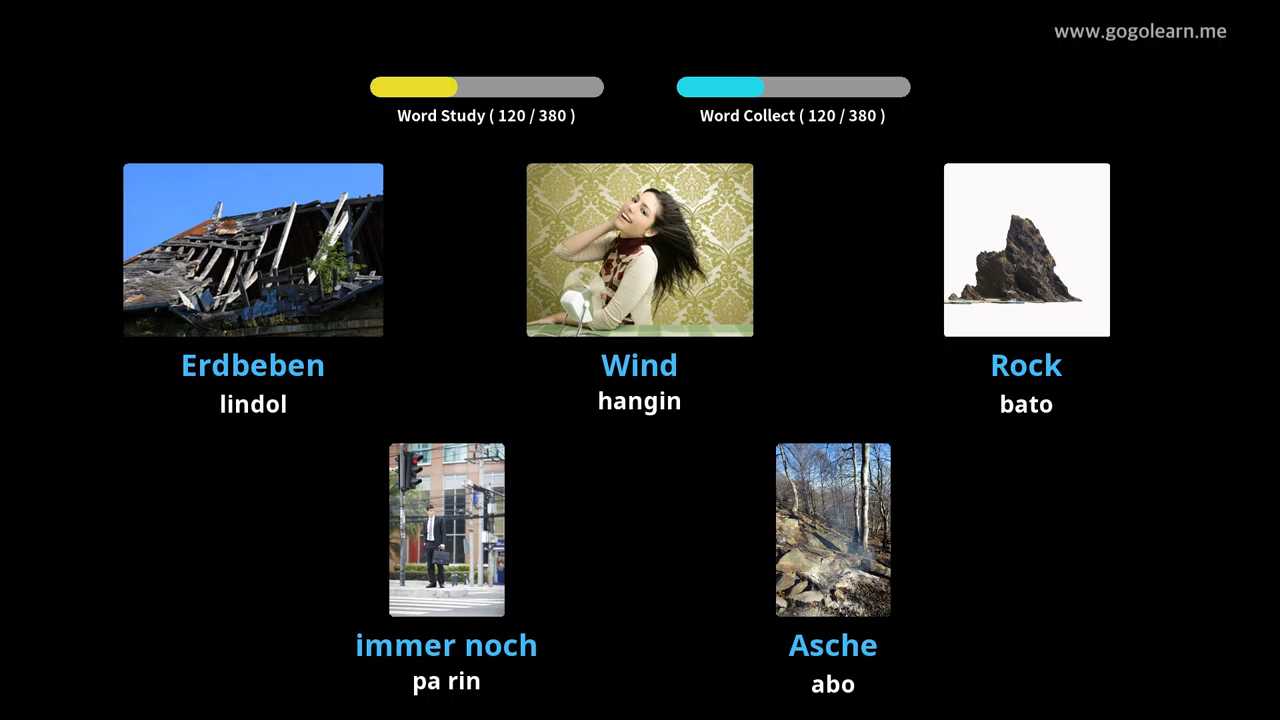 www.gogolearn.me
Word Study ( 120 / 380 )
Word Collect ( 120 / 380 )
Erdbeben
lindol
Wind
hangin
Rock
bato
immer noch
pa rin
Asche
abo